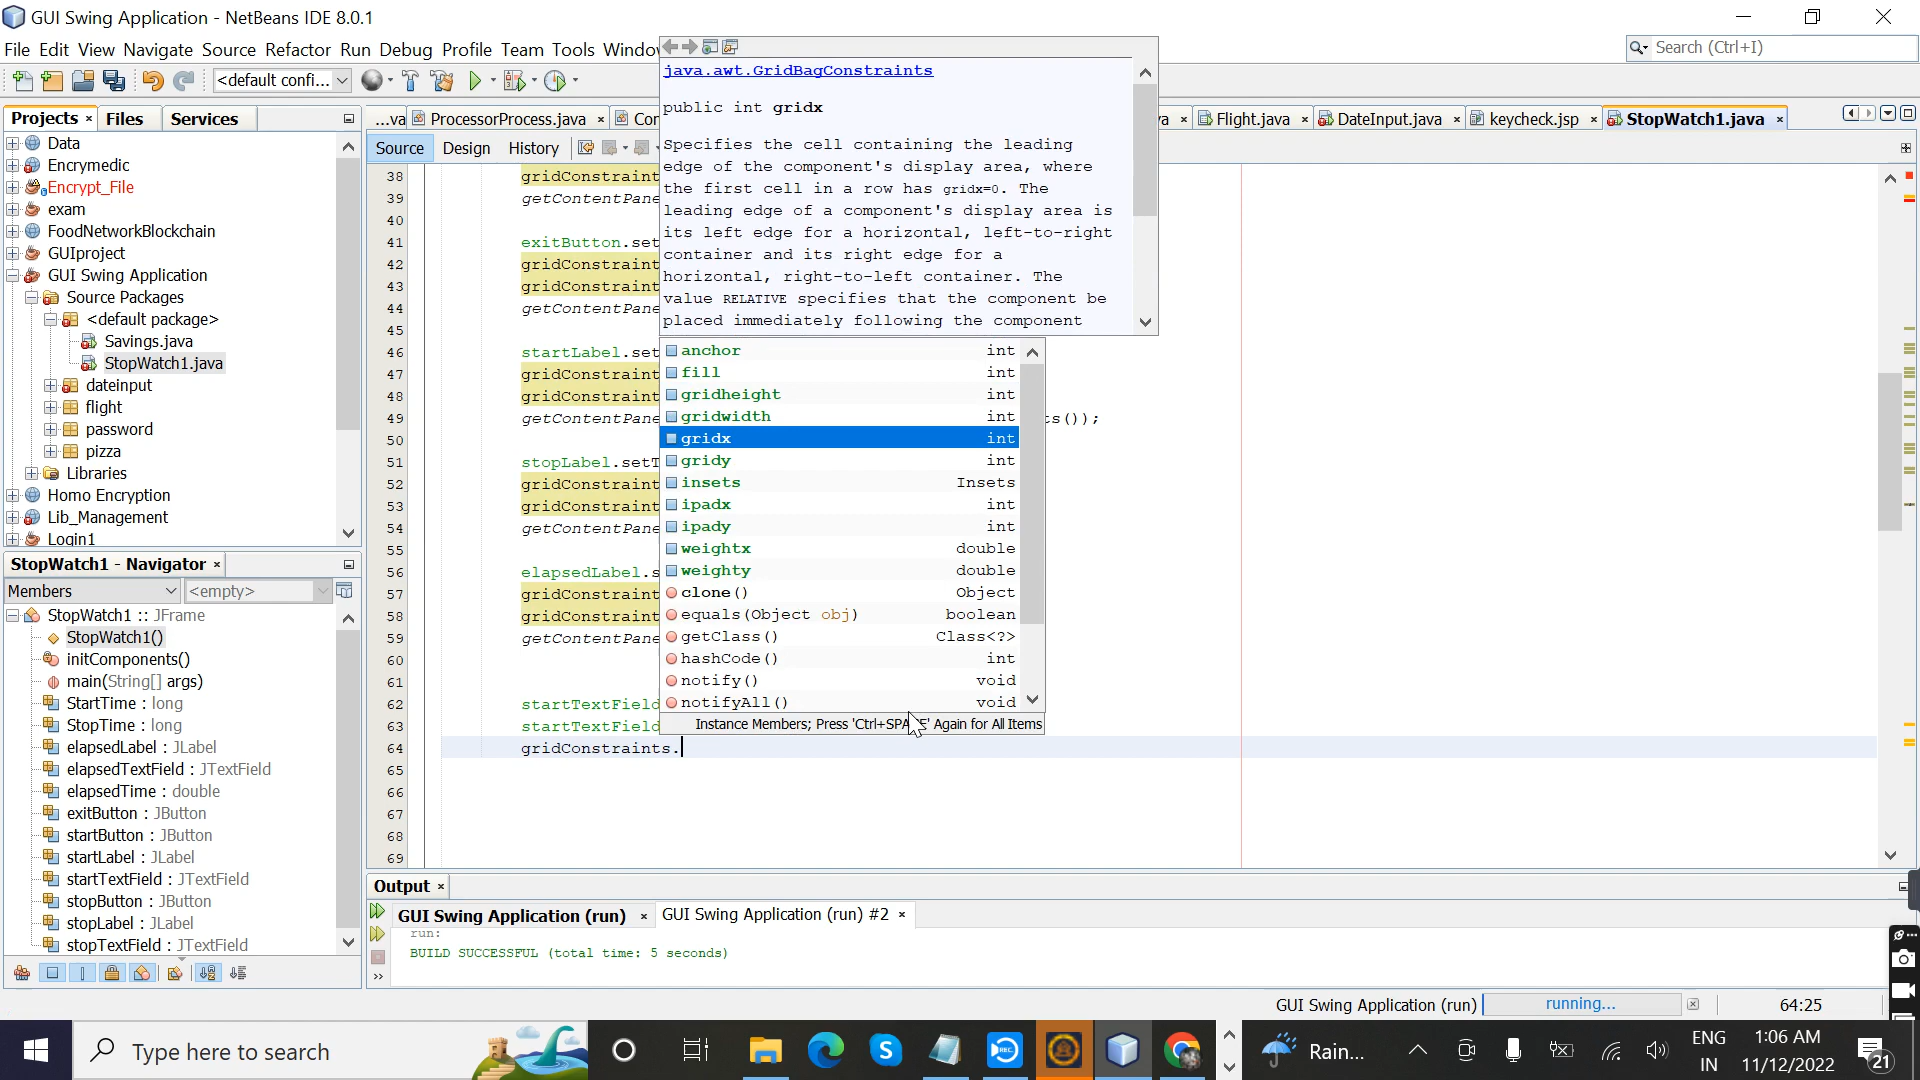 GUI Swing Application - NetBeans IDE 8.0.1
File Edit View Navigate Source Refactor Run Debug Profile Team Tools Window
Search (Ctrl+I)
<default confi...
Projects Files Services
...va ProcessorProcess.java Flight.java DateInput.java keycheck.jsp StopWatch1.java
Source Design History
Data
Encrymedic
Encrypt_File
exam
FoodNetworkBlockchain
GUIproject
GUI Swing Application
Source Packages
<default package>
Savings.java
StopWatch1.java
dateinput
flight
password
pizza
Libraries
Homo Encryption
Lib_Management
Login1
StopWatch1 - Navigator
Members <empty>
StopWatch1 :: JFrame
StopWatch1()
initComponents()
main(String[] args)
StartTime : long
StopTime : long
elapsedLabel : JLabel
elapsedTextField : JTextField
elapsedTime : double
exitButton : JButton
startButton : JButton
startLabel : JLabel
startTextField : JTextField
stopButton : JButton
stopLabel : JLabel
stopTextField : JTextField
java.awt.GridBagConstraints
public int gridx
Specifies the cell containing the leading
edge of the component's display area, where
the first cell in a row has gridx=0. The
leading edge of a component's display area is
its left edge for a horizontal, left-to-right
container and its right edge for a
horizontal, right-to-left container. The
value RELATIVE specifies that the component be
placed immediately following the component
38 gridConstraint
39 getContentPane
40
41 exitButton.set
42 gridConstraint
43 gridConstraint
44 getContentPane
45
46 startLabel.set
47 gridConstraint
48 gridConstraint
49 getContentPane ts());
50
51 stopLabel.setT
52 gridConstraint
53 gridConstraint
54 getContentPane
55
56 elapsedLabel.s
57 gridConstraint
58 gridConstraint
59 getContentPane
60
61
62 startTextField
63 startTextField
64 gridConstraints.
65
66
67
68
69
anchor int
fill int
gridheight int
gridwidth int
gridx int
gridy int
insets Insets
ipadx int
ipady int
weightx double
weighty double
clone() Object
equals(Object obj) boolean
getClass() Class<?>
hashCode() int
notify() void
notifyAll() void
Instance Members; Press 'Ctrl+SPACE' Again for All Items
Output
GUI Swing Application (run) GUI Swing Application (run) #2
run:
BUILD SUCCESSFUL (total time: 5 seconds)
GUI Swing Application (run) running... 64:25
Type here to search
REC
Rain...
ENG
IN
1:06 AM
11/12/2022
21